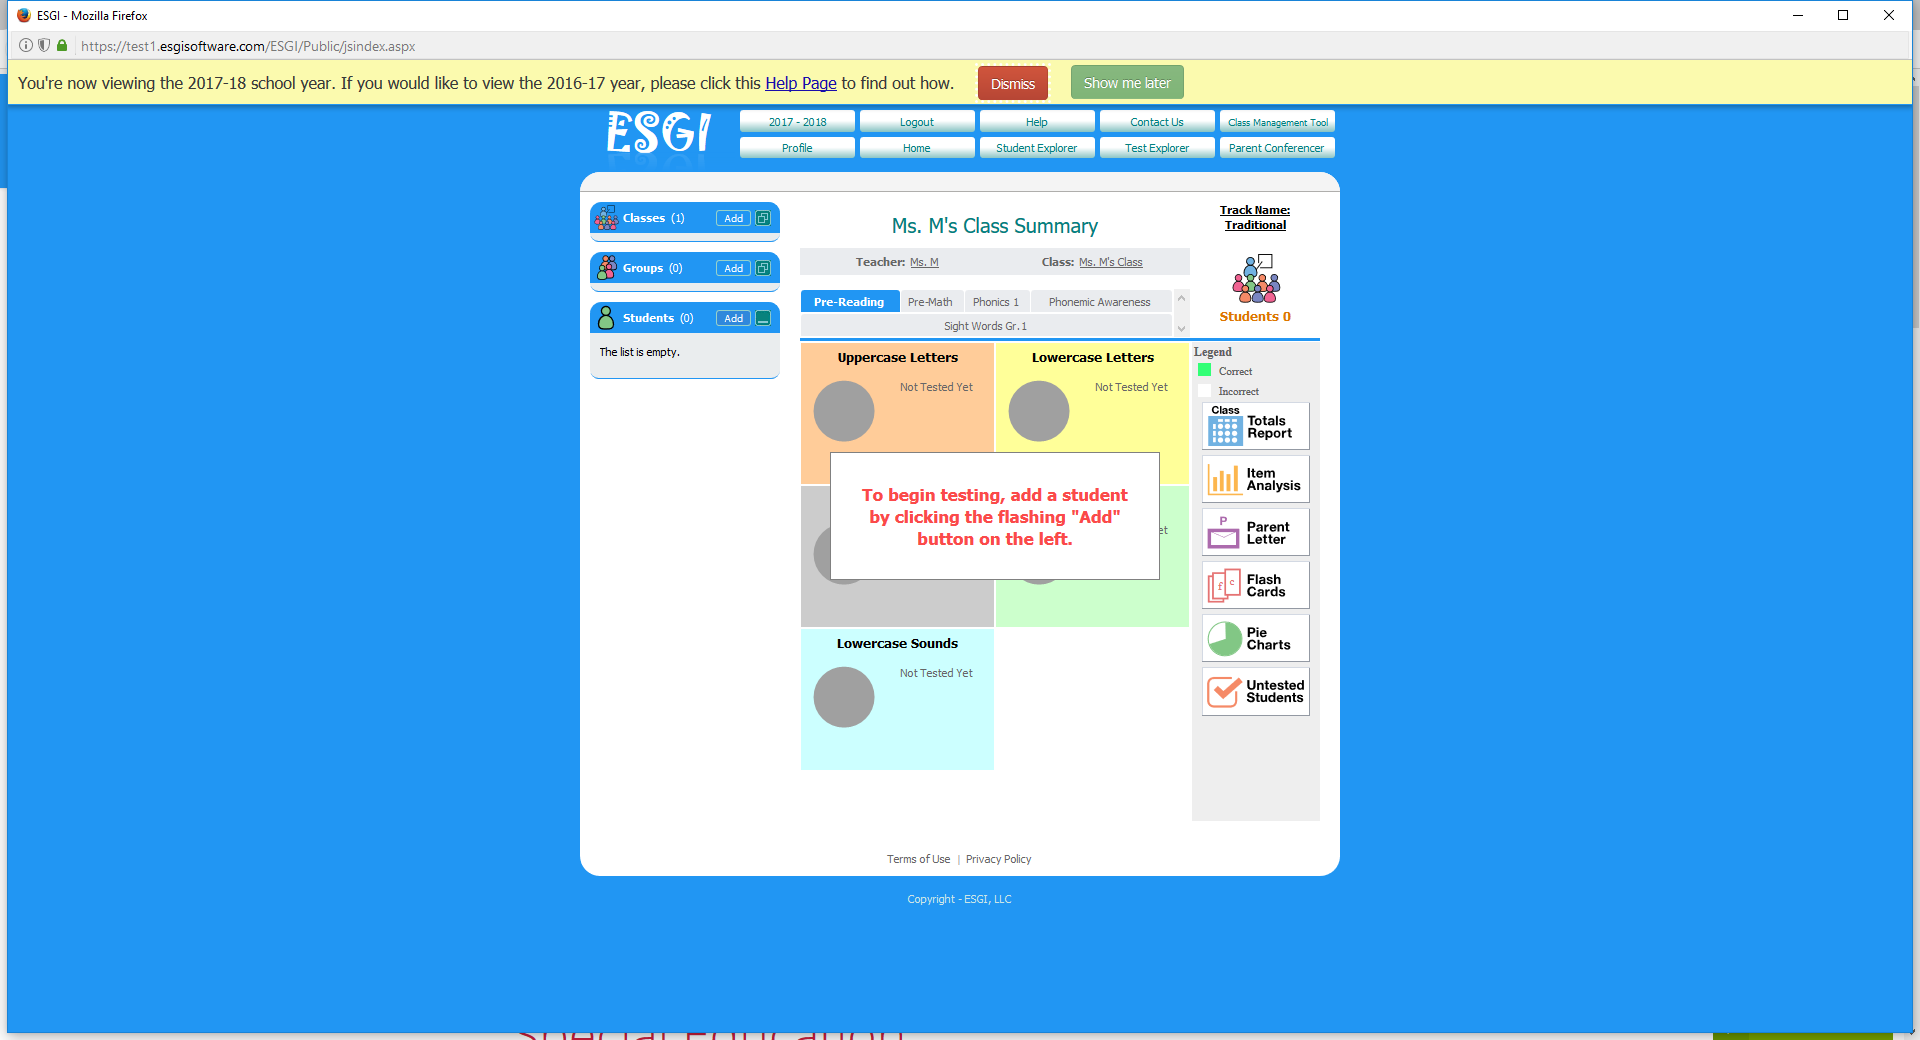 ESGI - Mozilla Firefox
https://test1.esgisoftware.com/ESGI/Public/jsindex.aspx
You're now viewing the 2017-18 school year. If you would like to view the 2016-17 year, please click this Help Page to find out how. Dismiss Show me later
ESGI
2017 - 2018 Logout Help Contact Us Class Management Tool
Profile Home Student Explorer Test Explorer Parent Conferencer
Classes (1) Add
Groups (0) Add
Students (0) Add
The list is empty.
Ms. M's Class Summary
Teacher: Ms. M Class: Ms. M's Class
Pre-Reading Pre-Math Phonics 1 Phonemic Awareness
Sight Words Gr.1
Track Name:
Traditional
Students 0
Uppercase Letters
Not Tested Yet
Lowercase Letters
Not Tested Yet
To begin testing, add a student
by clicking the flashing "Add"
button on the left.
Lowercase Sounds
Not Tested Yet
Legend
Correct
Incorrect
Class
Totals
Report
Item
Analysis
P
Parent
Letter
f c
Flash
Cards
Pie
Charts
Untested
Students
Terms of Use | Privacy Policy
Copyright - ESGI, LLC
Special Education